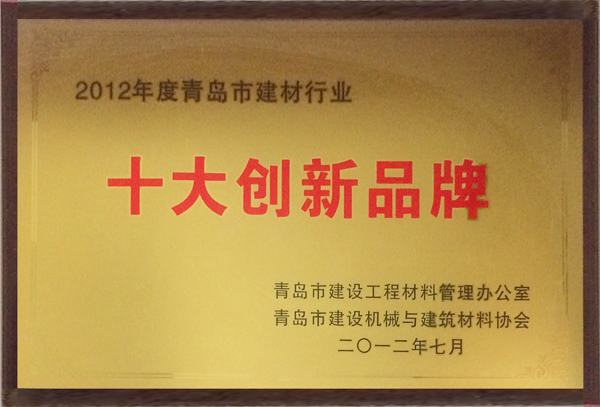 2012年度青岛市建材行业
十大创新品牌
青岛市建设工程材料管理办公室
青岛市建设机械与建筑材料协会
二〇一二年七月